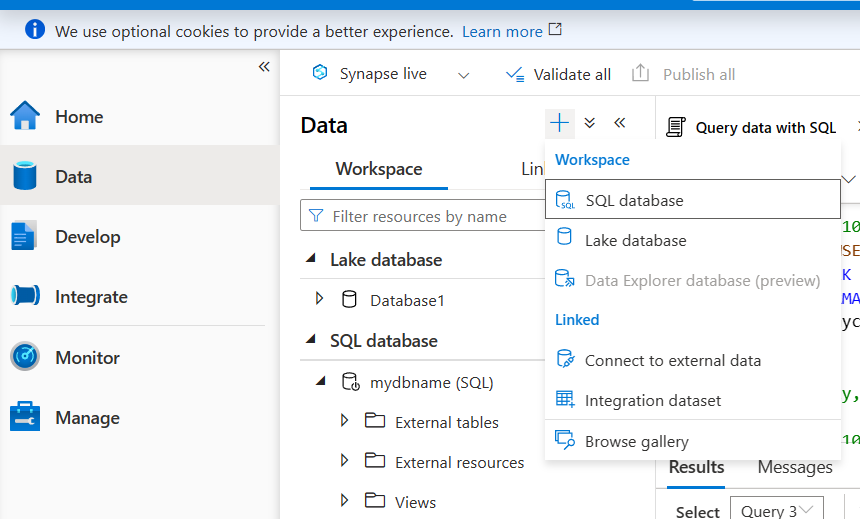 We use optional cookies to provide a better experience. Learn more
Synapse live
Validate all
Publish all
Home
Data
Develop
Integrate
Monitor
Manage
Data
Workspace
Filter resources by name
Lake database
Database1
SQL database
mydbname (SQL)
External tables
External resources
Views
Workspace
SQL database
SQL
Lake database
Data Explorer database (preview)
Linked
Connect to external data
Integration dataset
Browse gallery
Query data with SQL
10
SE
K
MA
yc
y,
10
Results
Messages
Select
Query 3